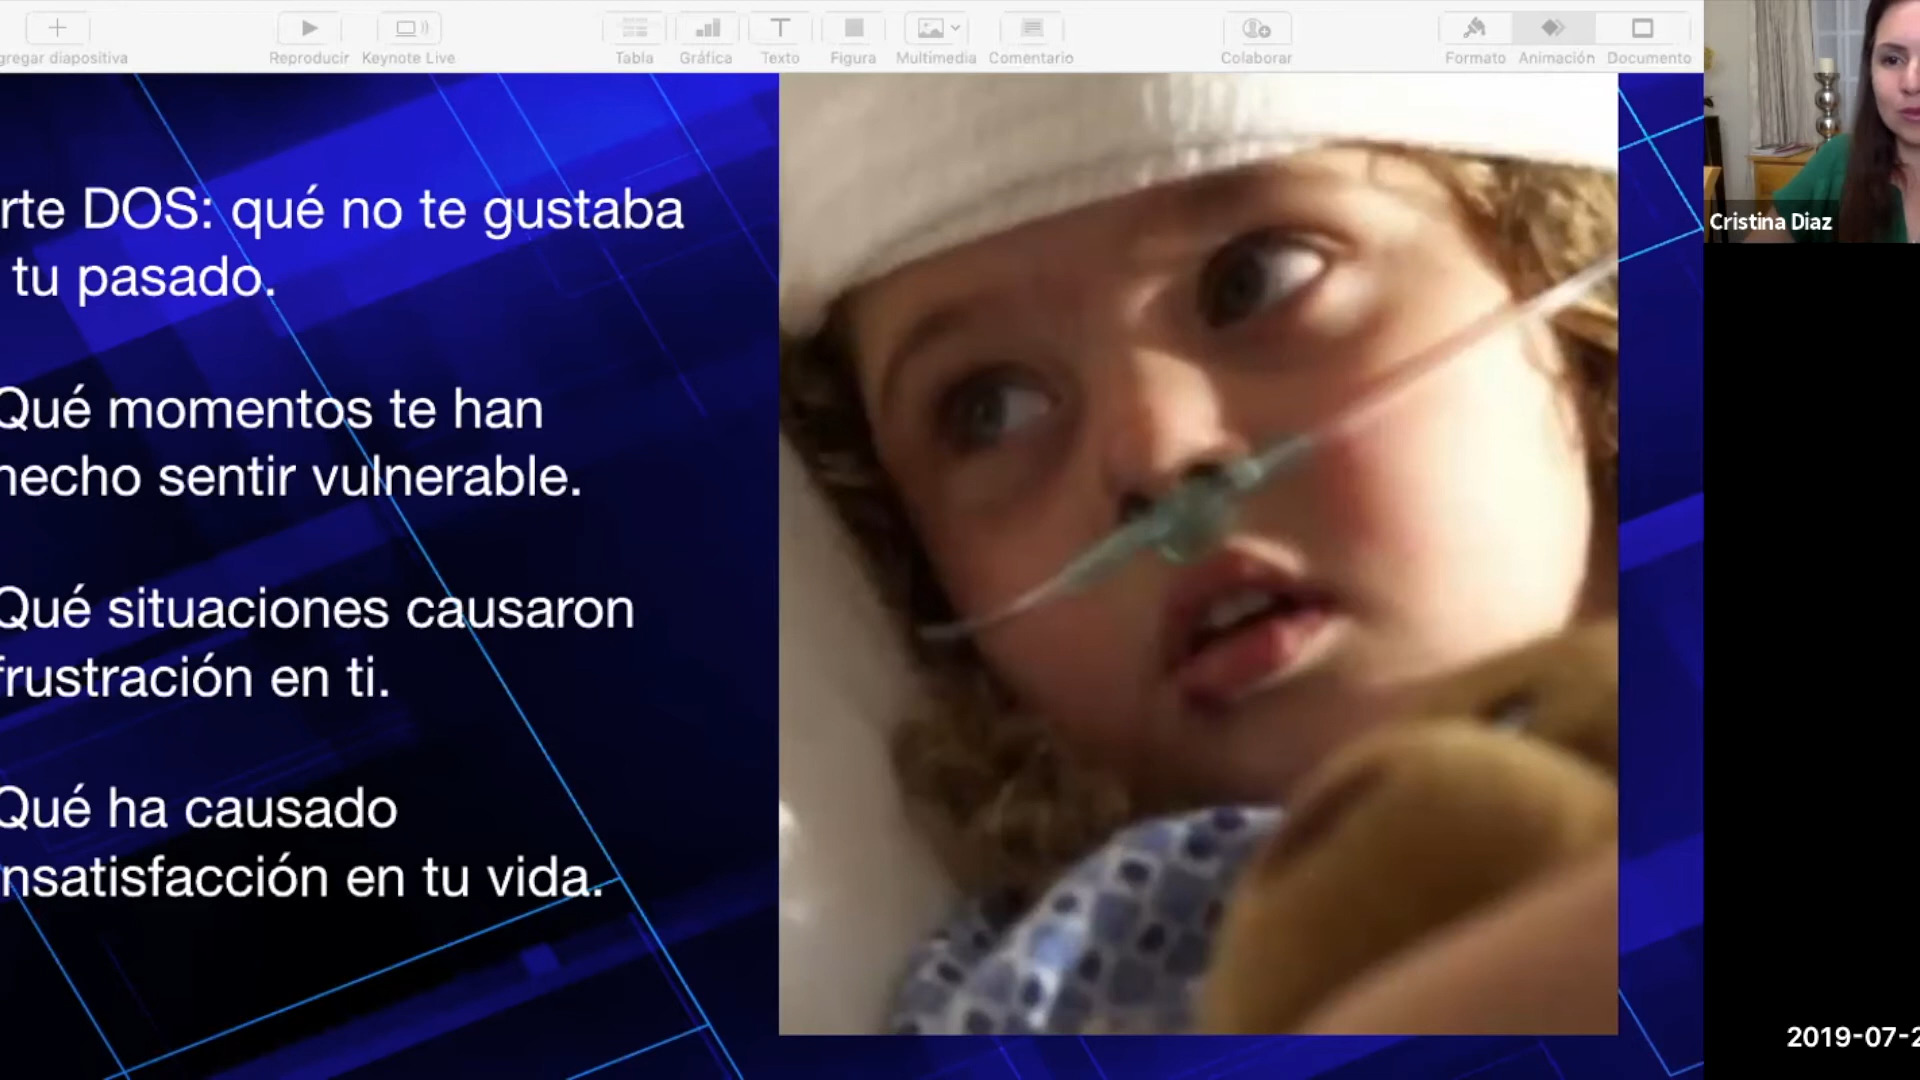 gregar diapositiva
Reproducir
Keynote Live
Tabla
Gráfica
Texto
Figura
Multimedia
Comentario
Colaborar
Formato
Animación
Documento
rte DOS: qué no te gustaba
tu pasado.
Qué momentos te han
hecho sentir vulnerable.
Qué situaciones causaron
frustración en ti.
Qué ha causado
nsatisfacción en tu vida.
Cristina Diaz
2019-07-2